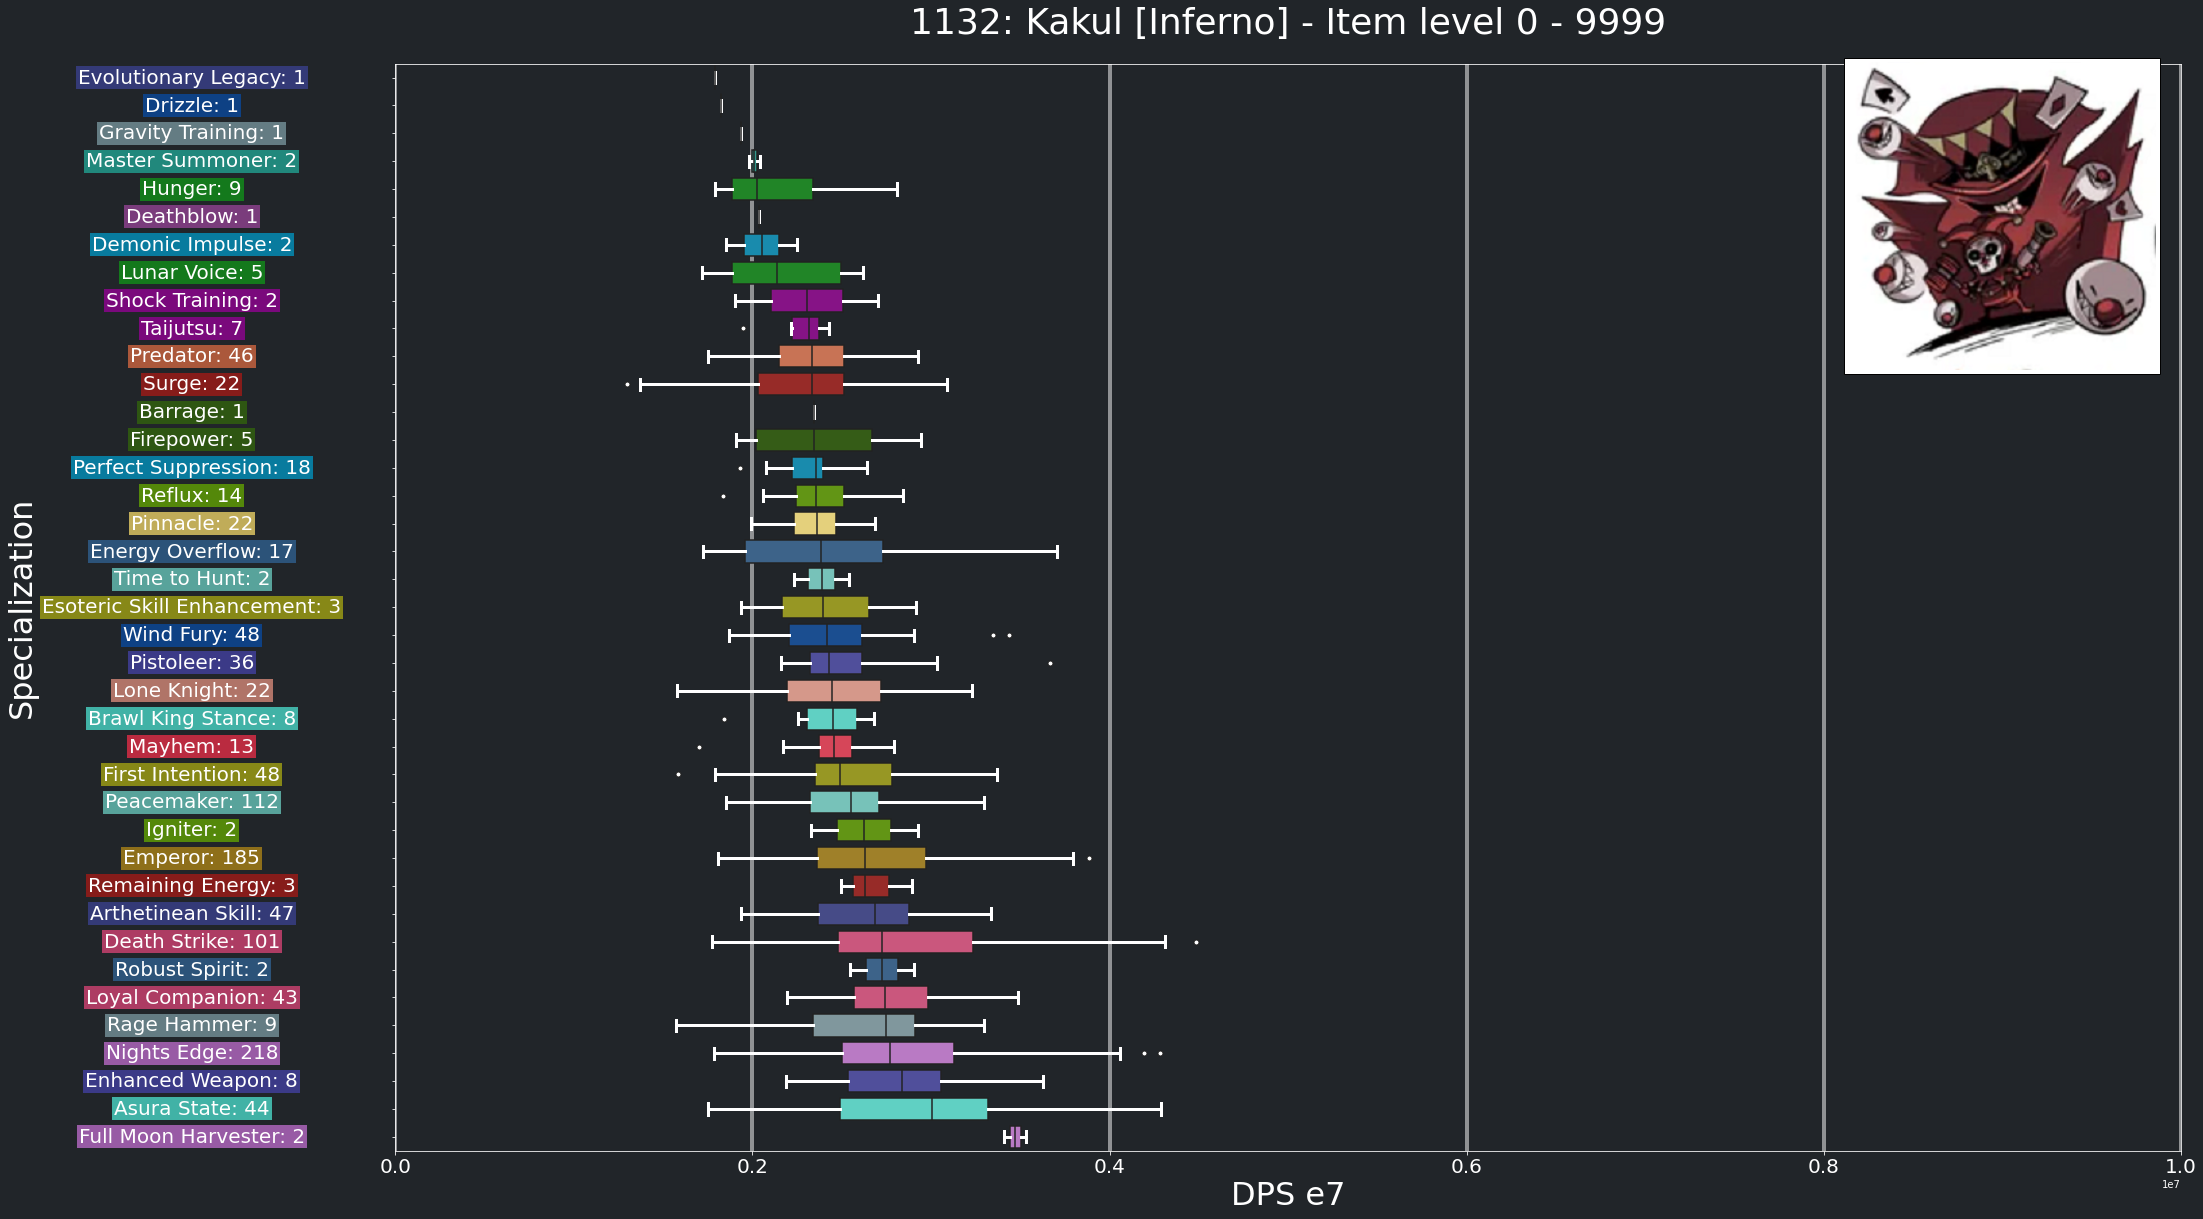 1132: Kakul [Inferno] - Item level 0 - 9999
Specialization
Evolutionary Legacy: 1
Drizzle: 1
Gravity Training: 1
Master Summoner: 2
Hunger: 9
Deathblow: 1
Demonic Impulse: 2
Lunar Voice: 5
Shock Training: 2
Taijutsu: 7
Predator: 46
Surge: 22
Barrage: 1
Firepower: 5
Perfect Suppression: 18
Reflux: 14
Pinnacle: 22
Energy Overflow: 17
Time to Hunt: 2
Esoteric Skill Enhancement: 3
Wind Fury: 48
Pistoleer: 36
Lone Knight: 22
Brawl King Stance: 8
Mayhem: 13
First Intention: 48
Peacemaker: 112
Igniter: 2
Emperor: 185
Remaining Energy: 3
Arthetinean Skill: 47
Death Strike: 101
Robust Spirit: 2
Loyal Companion: 43
Rage Hammer: 9
Nights Edge: 218
Enhanced Weapon: 8
Asura State: 44
Full Moon Harvester: 2
0.0 0.2 0.4 0.6 0.8 1.0
1e7
DPS e7